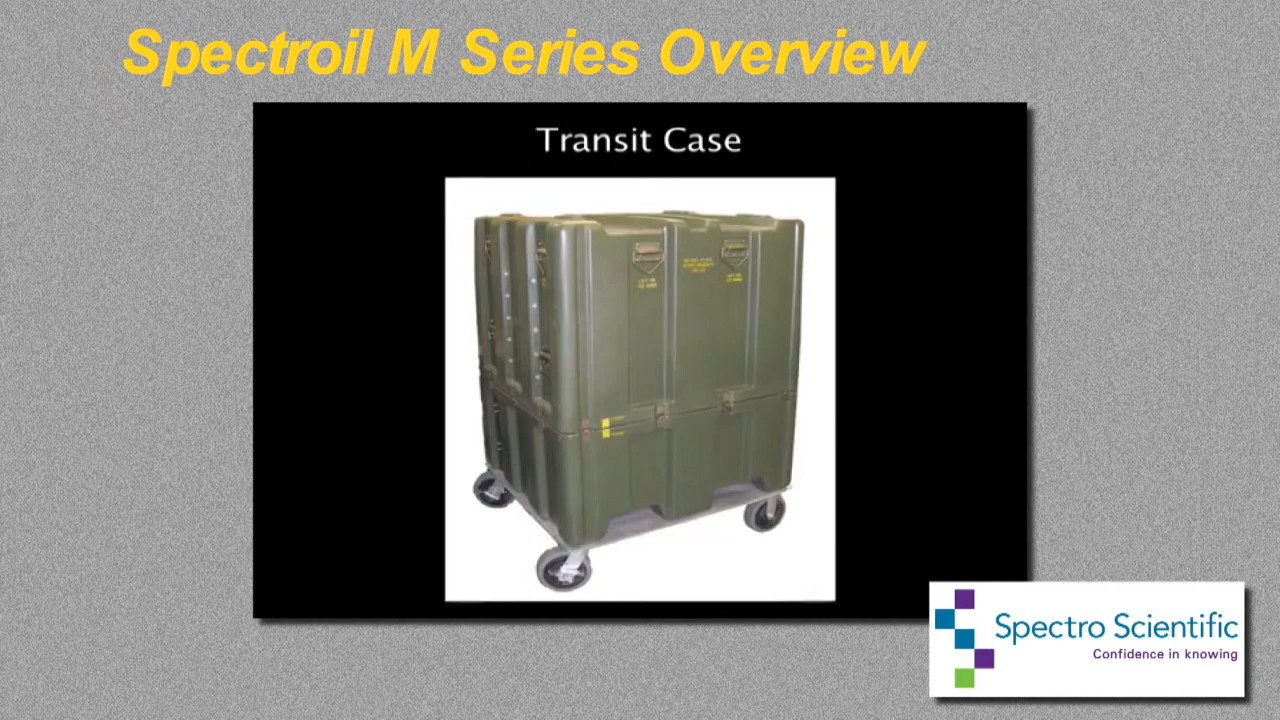 Spectroil M Series Overview
Transit Case
Spectro Scientific
Confidence in knowing